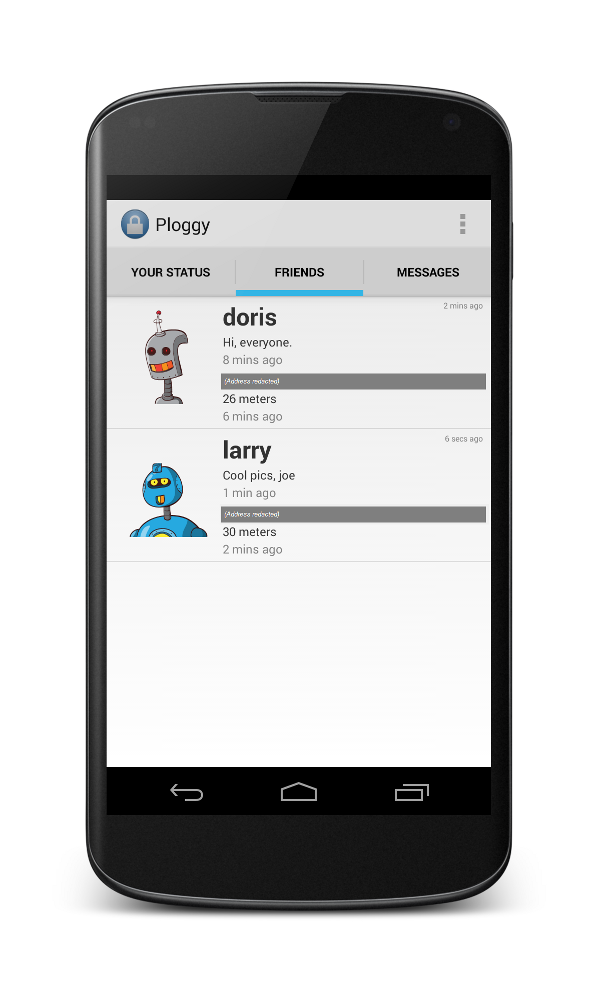 Ploggy
YOUR STATUS
FRIENDS
MESSAGES
doris
2 mins ago
Hi, everyone.
8 mins ago
(Address redacted)
26 meters
6 mins ago
larry
6 secs ago
Cool pics, joe
1 min ago
(Address redacted)
30 meters
2 mins ago